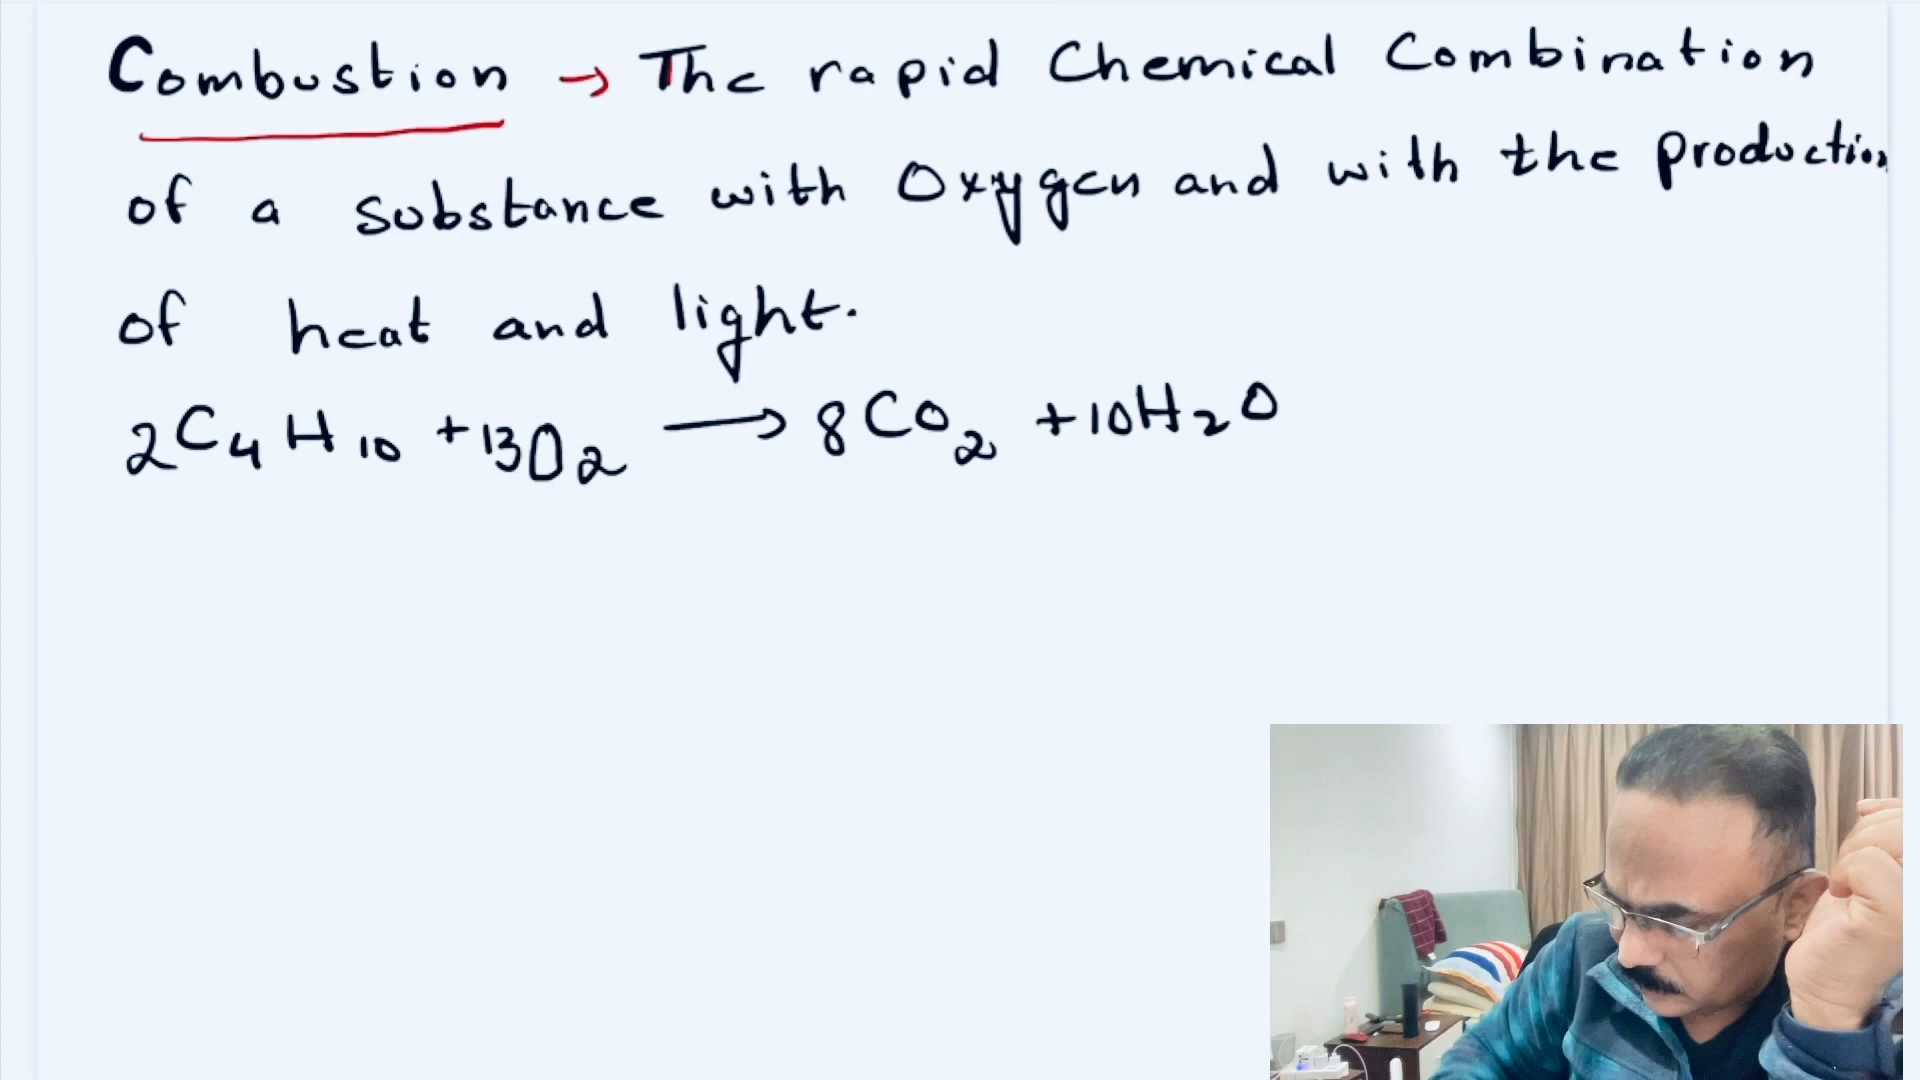 Combustion → The rapid Chemical Combination
of a substance with Oxygen and with the production
of heat and light.
2C₄H₁₀ + 13O₂ ⟶ 8CO₂ + 10H₂O